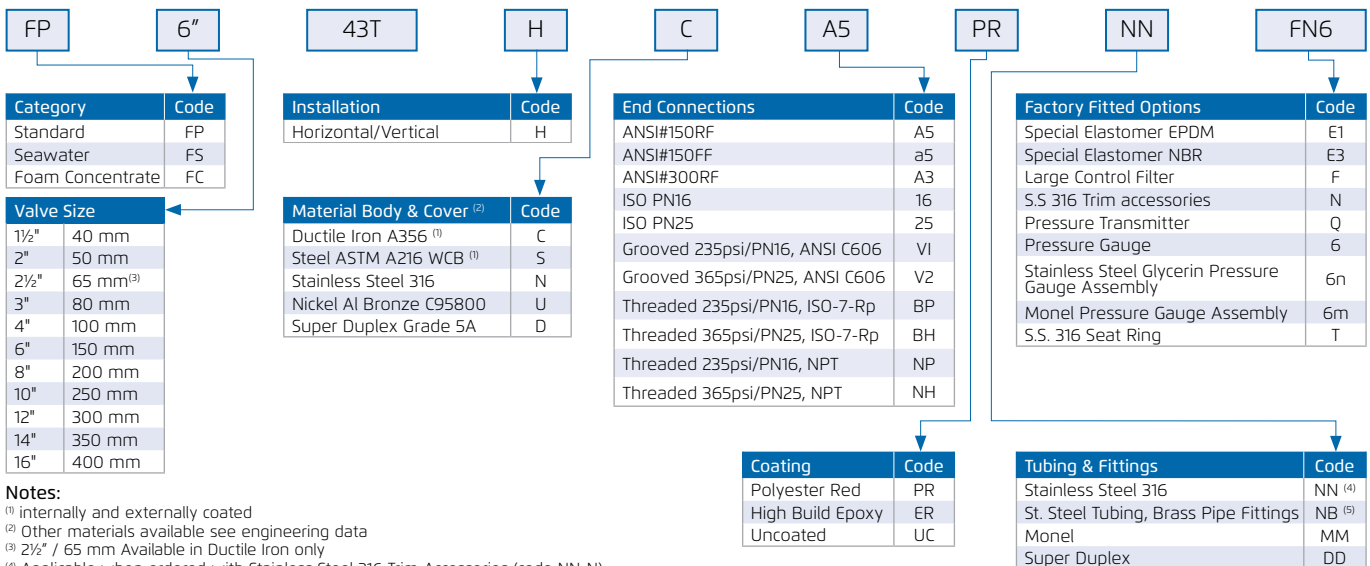 FP 6″ 43T H C A5 PR NN FN6
Category Code
Standard FP
Seawater FS
Foam Concentrate FC
Valve Size
1½" 40 mm
2" 50 mm
2½" 65 mm(3)
3" 80 mm
4" 100 mm
6" 150 mm
8" 200 mm
10" 250 mm
12" 300 mm
14" 350 mm
16" 400 mm
Installation Code
Horizontal/Vertical H
Material Body & Cover (2) Code
Ductile Iron A356 (1) C
Steel ASTM A216 WCB (1) S
Stainless Steel 316 N
Nickel Al Bronze C95800 U
Super Duplex Grade 5A D
End Connections Code
ANSI#150RF A5
ANSI#150FF a5
ANSI#300RF A3
ISO PN16 16
ISO PN25 25
Grooved 235psi/PN16, ANSI C606 VI
Grooved 365psi/PN25, ANSI C606 V2
Threaded 235psi/PN16, ISO-7-Rp BP
Threaded 365psi/PN25, ISO-7-Rp BH
Threaded 235psi/PN16, NPT NP
Threaded 365psi/PN25, NPT NH
Factory Fitted Options Code
Special Elastomer EPDM E1
Special Elastomer NBR E3
Large Control Filter F
S.S 316 Trim accessories N
Pressure Transmitter Q
Pressure Gauge 6
Stainless Steel Glycerin Pressure
Gauge Assembly 6n
Monel Pressure Gauge Assembly 6m
S.S. 316 Seat Ring T
Coating Code
Polyester Red PR
High Build Epoxy ER
Uncoated UC
Tubing & Fittings Code
Stainless Steel 316 NN (4)
St. Steel Tubing, Brass Pipe Fittings NB (5)
Monel MM
Super Duplex DD
Notes:
(1) internally and externally coated
(2) Other materials available see engineering data
(3) 2½″ / 65 mm Available in Ductile Iron only
(4) Applicable when ordered with Stainless Steel 316 Trim Accessories (code NN-N)